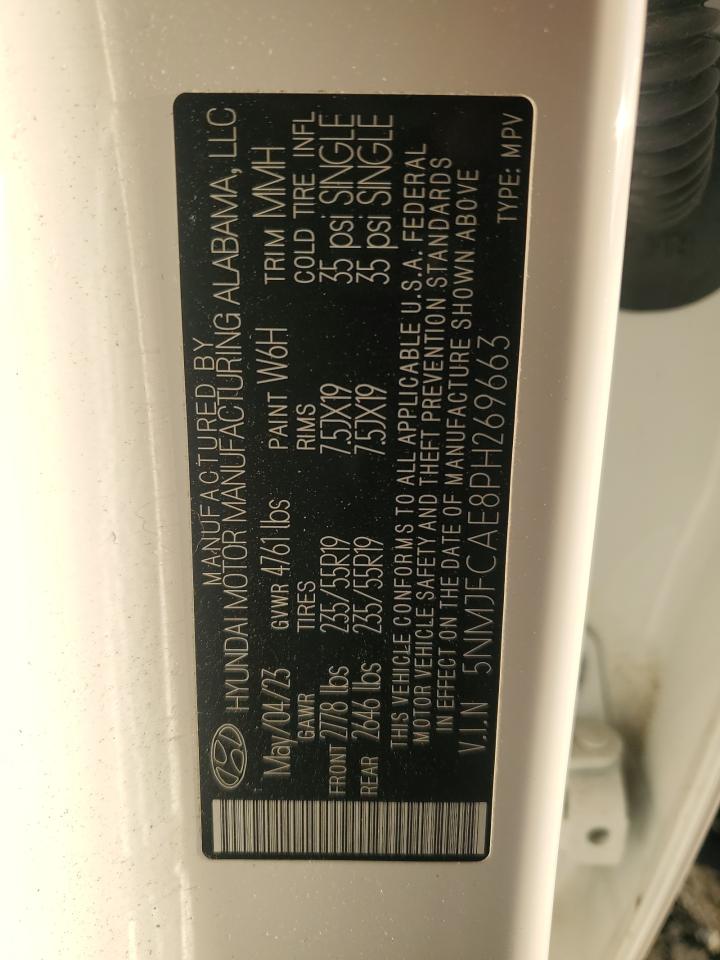 MANUFACTURED BY
HYUNDAI MOTOR MANUFACTURING ALABAMA, LLC
May/04/23 GVWR 4761 lbs PAINT W6H TRIM MMH
GAWR TIRES RIMS COLD TIRE INFL
FRONT 2778 lbs 235/55R19 7.5JX19 35 psi SINGLE
REAR 2646 lbs 235/55R19 7.5JX19 35 psi SINGLE
THIS VEHICLE CONFORMS TO ALL APPLICABLE U.S.A. FEDERAL
MOTOR VEHICLE SAFETY AND THEFT PREVENTION STANDARDS
IN EFFECT ON THE DATE OF MANUFACTURE SHOWN ABOVE
V.I.N 5NMJFCAE8PH269663 TYPE: MPV